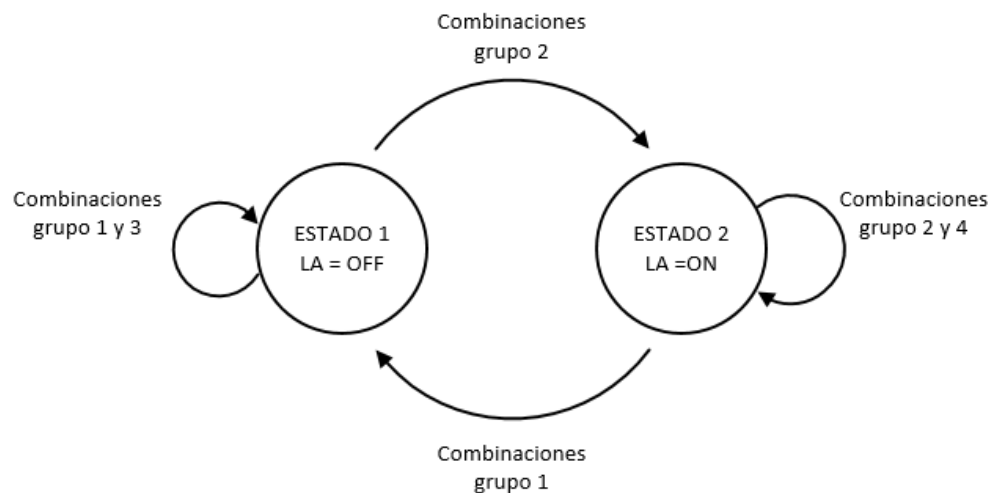 Combinaciones
grupo 2
Combinaciones
grupo 1 y 3
ESTADO 1
LA = OFF
ESTADO 2
LA =ON
Combinaciones
grupo 2 y 4
Combinaciones
grupo 1